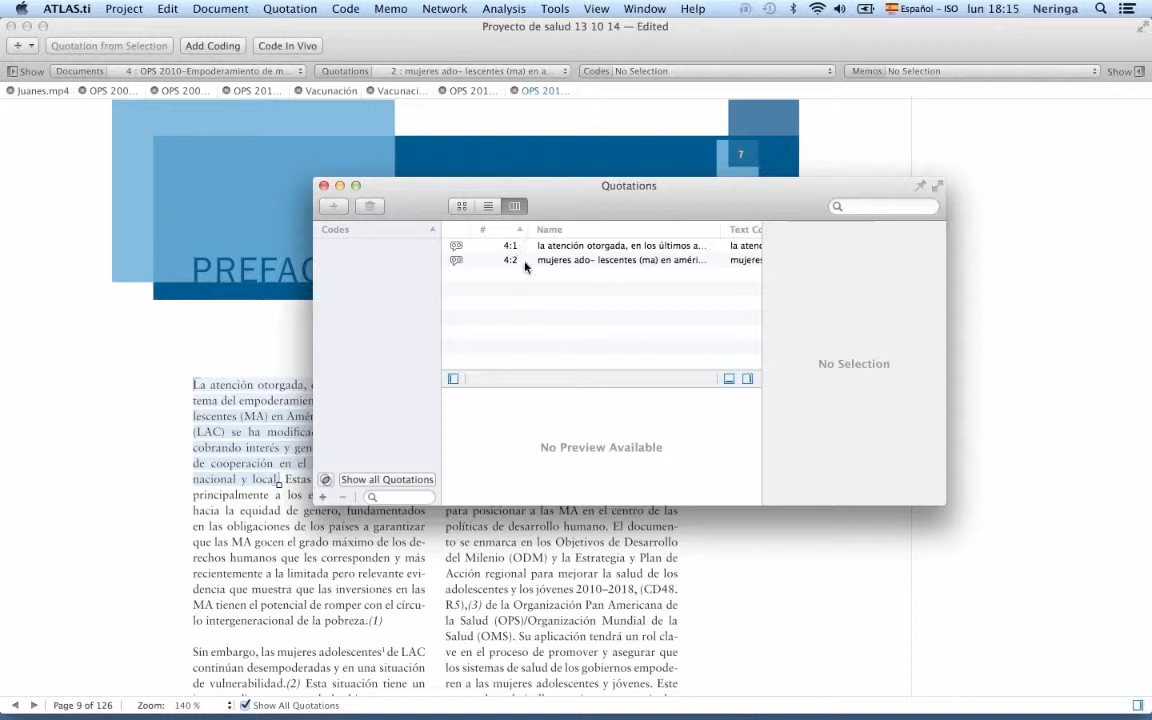 ATLAS.ti Project Edit Document Quotation Code Memo Network Analysis Tools View Window Help Español – ISO lun 18:15 Neringa
Proyecto de salud 13 10 14 — Edited
Quotation from Selection Add Coding Code In Vivo
Show Documents 4 : OPS 2010-Empoderamiento de m... Quotations 2 : mujeres ado- lescentes (ma) en a... Codes No Selection Memos No Selection Show
Juanes.mp4 OPS 200... OPS 200... OPS 201... Vacunación Vacunaci... OPS 201... OPS 201...
7
PREFAC
Quotations
Codes # Name Text Co
4:1 la atención otorgada, en los últimos a... la atenc
4:2 mujeres ado- lescentes (ma) en améri... mujeres
No Selection
No Preview Available
Show all Quotations
La atención otorgada,
tema del empoderamien
lescentes (MA) en Amér
(LAC) se ha modifica
cobrando interés y gen
de cooperación en el
nacional y local. Estas
principalmente a los e
hacia la equidad de género, fundamentados
en las obligaciones de los países a garantizar
que las MA gocen el grado máximo de los de-
rechos humanos que les corresponden y más
recientemente a la limitada pero relevante evi-
dencia que muestra que las inversiones en las
MA tienen el potencial de romper con el círcu-
lo intergeneracional de la pobreza.(1)
Sin embargo, las mujeres adolescentes¹ de LAC
continúan desempoderadas y en una situación
de vulnerabilidad.(2) Esta situación tiene un
para posicionar a las MA en el centro de las
políticas de desarrollo humano. El documen-
to se enmarca en los Objetivos de Desarrollo
del Milenio (ODM) y la Estrategia y Plan de
Acción regional para mejorar la salud de los
adolescentes y los jóvenes 2010–2018, (CD48.
R5),(3) de la Organización Pan Americana de
la Salud (OPS)/Organización Mundial de la
Salud (OMS). Su aplicación tendrá un rol cla-
ve en el proceso de promover y asegurar que
los sistemas de salud de los gobiernos empode-
ren a las mujeres adolescentes y jóvenes. Este
Page 9 of 126 Zoom: 140 % Show All Quotations